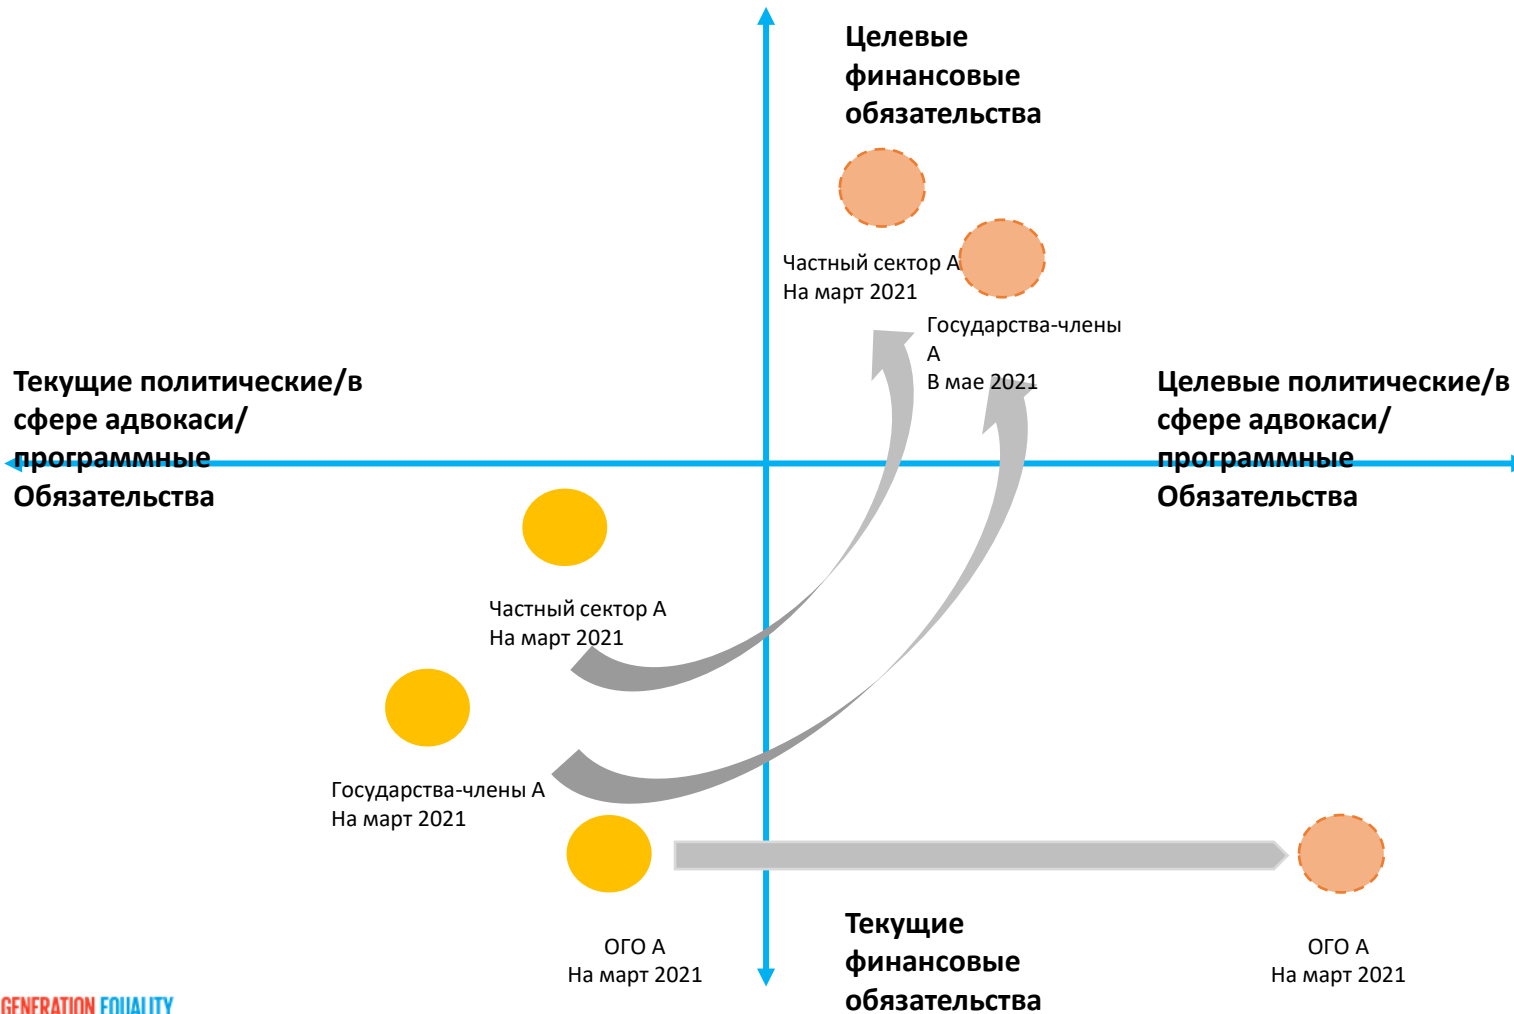 Целевые
финансовые
обязательства
Частный сектор А
На март 2021
Государства-члены
А
В мае 2021
Текущие политические/в
сфере адвокаси/
программные
Обязательства
Целевые политические/в
сфере адвокаси/
программные
Обязательства
Частный сектор А
На март 2021
Государства-члены А
На март 2021
ОГО А
На март 2021
Текущие
финансовые
обязательства
ОГО А
На март 2021
GENERATION EQUALITY